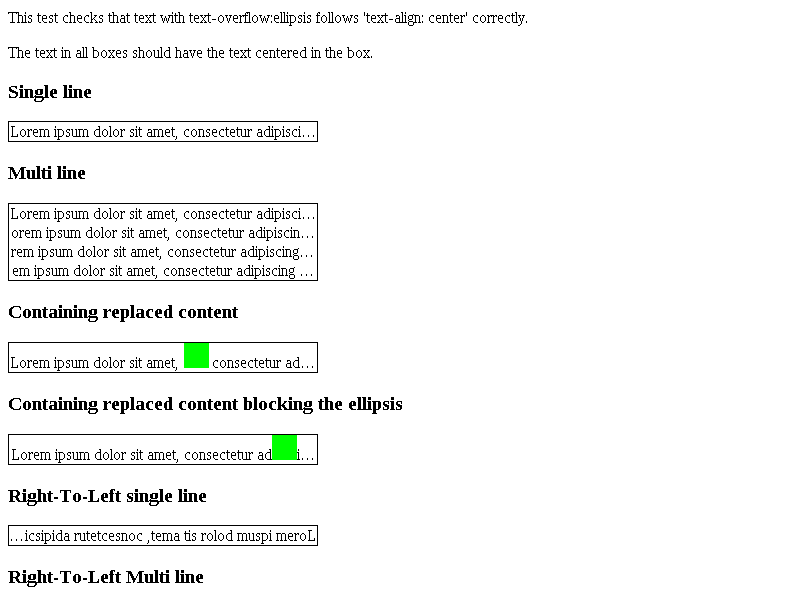 This test checks that text with text-overflow:ellipsis follows 'text-align: center' correctly.
The text in all boxes should have the text centered in the box.
Single line
Lorem ipsum dolor sit amet, consectetur adipisci…
Multi line
Lorem ipsum dolor sit amet, consectetur adipisci…
orem ipsum dolor sit amet, consectetur adipiscin…
rem ipsum dolor sit amet, consectetur adipiscing…
em ipsum dolor sit amet, consectetur adipiscing …
Containing replaced content
Lorem ipsum dolor sit amet, consectetur ad…
Containing replaced content blocking the ellipsis
Lorem ipsum dolor sit amet, consectetur ad i…
Right-To-Left single line
…icsipida rutetcesnoc ,tema tis rolod muspi meroL
Right-To-Left Multi line